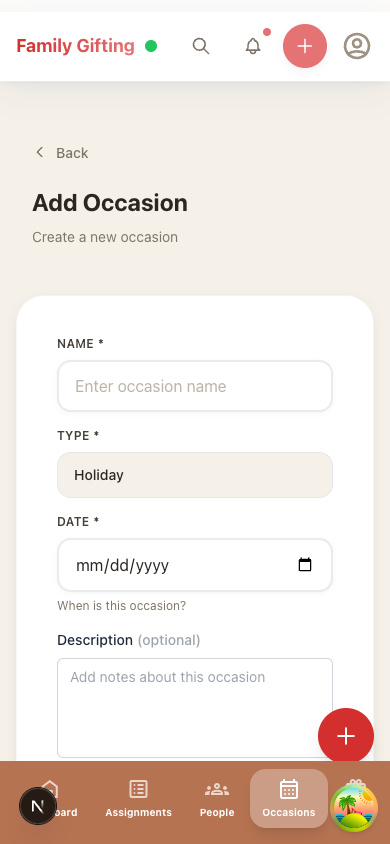 Family Gifting
Back
Add Occasion
Create a new occasion
NAME *
Enter occasion name
TYPE *
Holiday
DATE *
mm/dd/yyyy
When is this occasion?
Description (optional)
Add notes about this occasion
N
Assignments
People
Occasions